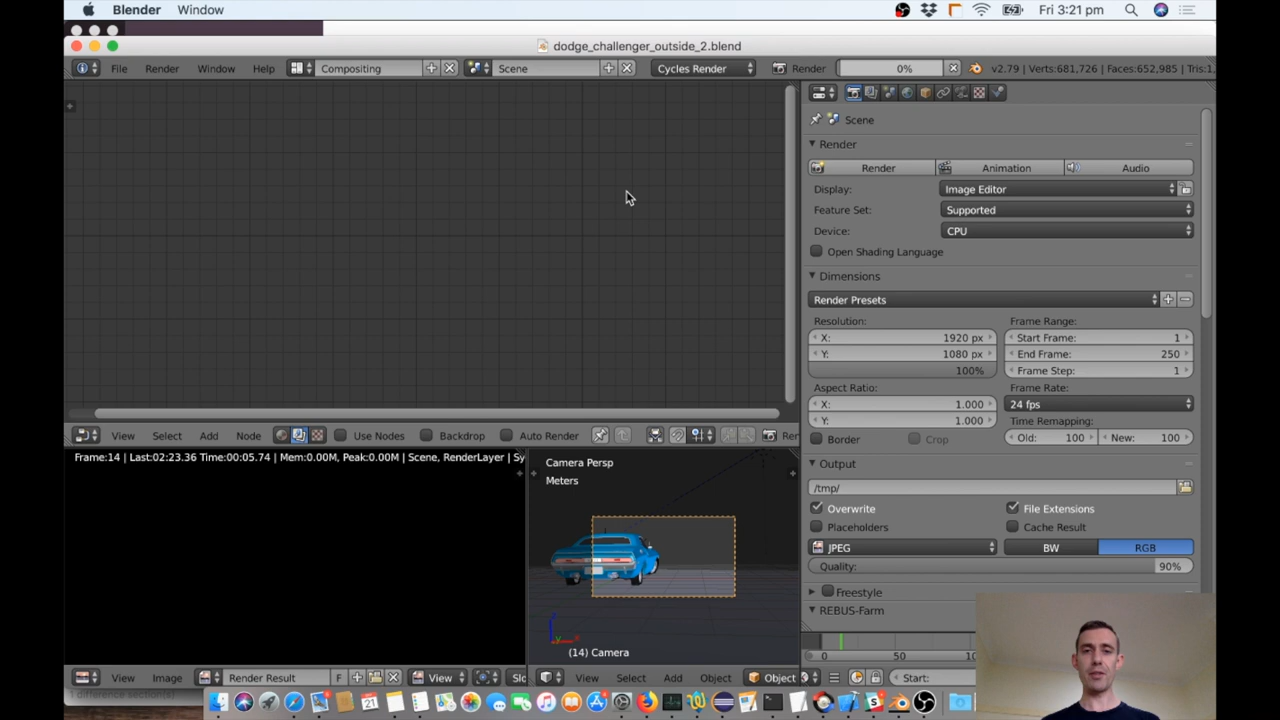 Blender Window Fri 3:21 pm
dodge_challenger_outside_2.blend
File Render Window Help Compositing Scene Cycles Render Render 0% v2.79 | Verts:681,726 | Faces:652,985 | Tris:1,
Scene
Render
Render Animation Audio
Display: Image Editor
Feature Set: Supported
Device: CPU
Open Shading Language
Dimensions
Render Presets
Resolution: Frame Range:
X: 1920 px Start Frame: 1
Y: 1080 px End Frame: 250
100% Frame Step: 1
Aspect Ratio: Frame Rate:
X: 1.000 24 fps
Y: 1.000 Time Remapping:
Border Crop Old: 100 New: 100
View Select Add Node Use Nodes Backdrop Auto Render Ren
Frame:14 | Last:02:23.36 Time:00:05.74 | Mem:0.00M, Peak:0.00M | Scene, RenderLayer | Sy
Camera Persp
Meters
(14) Camera
Output
/tmp/
Overwrite File Extensions
Placeholders Cache Result
JPEG BW RGB
Quality: 90%
Freestyle
REBUS-Farm
0 50 10
View Image Render Result F View Slo
View Select Add Object Object Start:
21